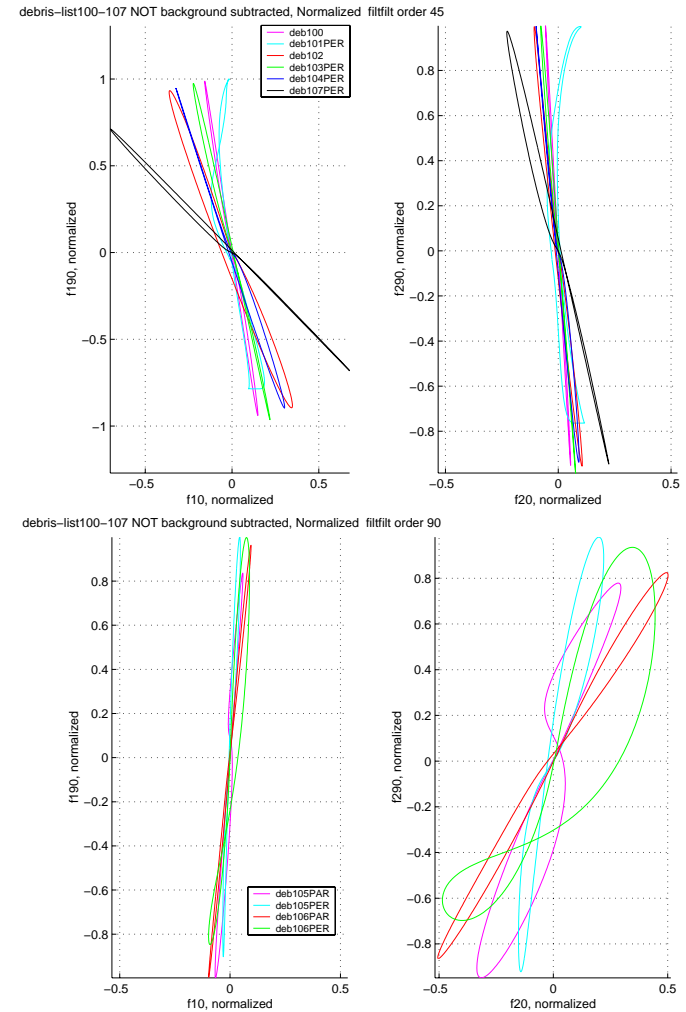 debris−list100−107 NOT background subtracted, Normalized  filtfilt order 45
deb100
deb101PER
deb102
deb103PER
deb104PER
deb107PER
1
0.5
0
−0.5
−1
f190, normalized
−0.5
0
0.5
f10, normalized
0.8
0.6
0.4
0.2
0
−0.2
−0.4
−0.6
−0.8
f290, normalized
−0.5
0
0.5
f20, normalized
debris−list100−107 NOT background subtracted, Normalized  filtfilt order 90
0.8
0.6
0.4
0.2
0
−0.2
−0.4
−0.6
−0.8
f190, normalized
deb105PAR
deb105PER
deb106PAR
deb106PER
−0.5
0
0.5
f10, normalized
0.8
0.6
0.4
0.2
0
−0.2
−0.4
−0.6
−0.8
f290, normalized
−0.5
0
0.5
f20, normalized